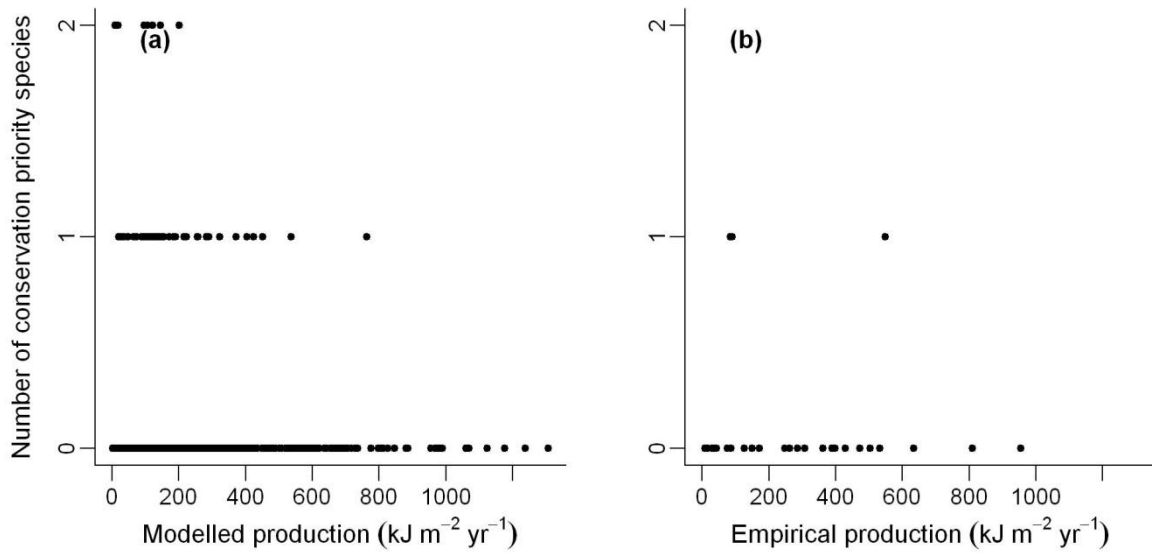 (a)
Number of conservation priority species
2
1
0
0 200 400 600 800 1000
Modelled production (kJ m⁻² yr⁻¹)
(b)
2
1
0
0 200 400 600 800 1000
Empirical production (kJ m⁻² yr⁻¹)